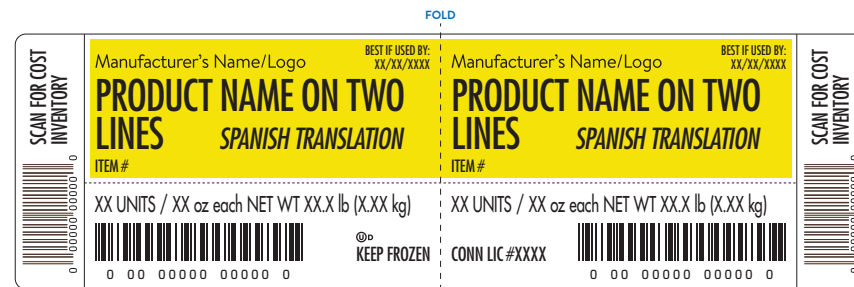 FOLD
SCAN FOR COST
INVENTORY
0 00000 00000 0
Manufacturer's Name/Logo
BEST IF USED BY:
XX/XX/XXXX
PRODUCT NAME ON TWO
LINES SPANISH TRANSLATION
ITEM #
XX UNITS / XX oz each NET WT XX.X lb (X.XX kg)
0 00 00000 00000 0
U D
KEEP FROZEN
Manufacturer's Name/Logo
BEST IF USED BY:
XX/XX/XXXX
PRODUCT NAME ON TWO
LINES SPANISH TRANSLATION
ITEM #
XX UNITS / XX oz each NET WT XX.X lb (X.XX kg)
CONN LIC #XXXX
0 00 00000 00000 0
SCAN FOR COST
INVENTORY
0 00000 00000 0